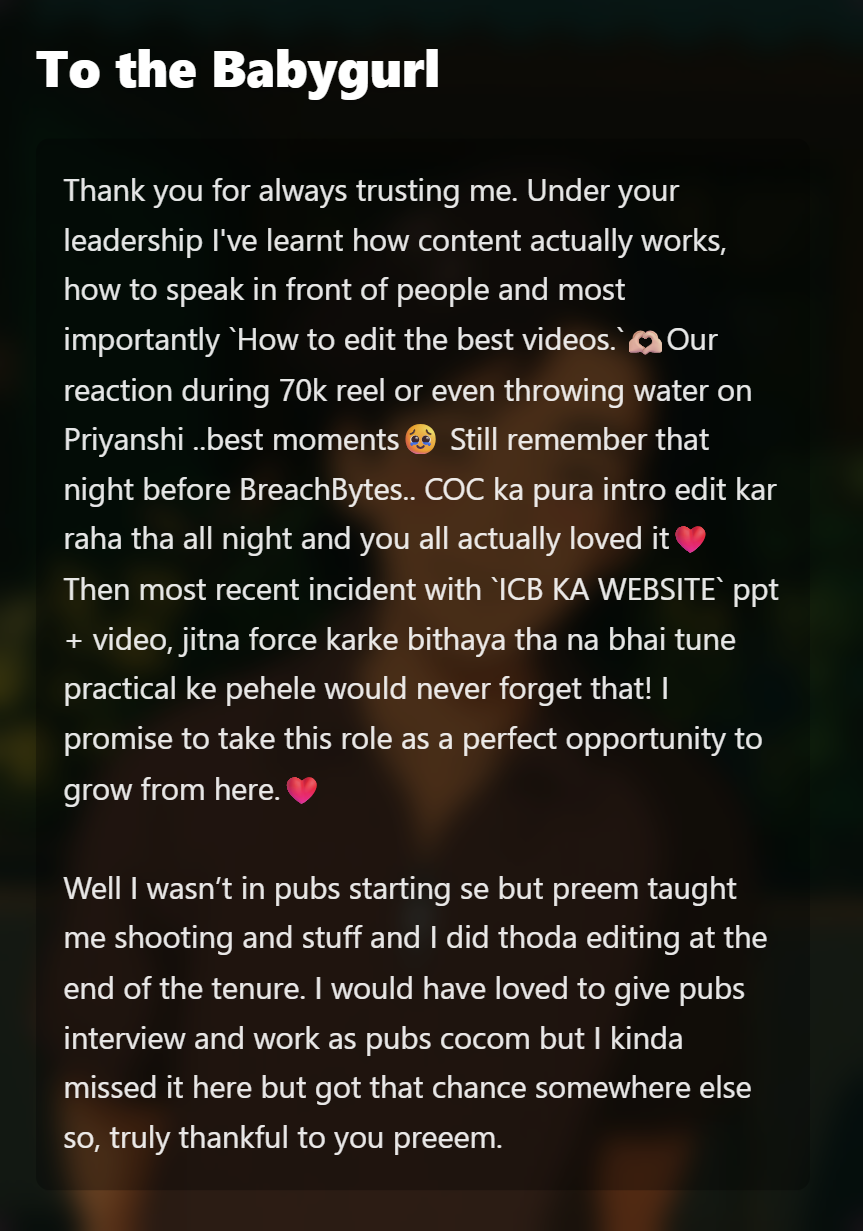 To the Babygurl
Thank you for always trusting me. Under your
leadership I've learnt how content actually works,
how to speak in front of people and most
importantly `How to edit the best videos.`🫶🏼Our
reaction during 70k reel or even throwing water on
Priyanshi ..best moments🥹 Still remember that
night before BreachBytes.. COC ka pura intro edit kar
raha tha all night and you all actually loved it💓
Then most recent incident with `ICB KA WEBSITE` ppt
+ video, jitna force karke bithaya tha na bhai tune
practical ke pehele would never forget that! I
promise to take this role as a perfect opportunity to
grow from here.💓
Well I wasn’t in pubs starting se but preem taught
me shooting and stuff and I did thoda editing at the
end of the tenure. I would have loved to give pubs
interview and work as pubs cocom but I kinda
missed it here but got that chance somewhere else
so, truly thankful to you preeem.